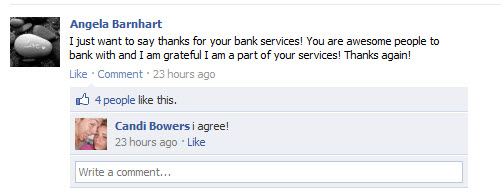 Angela Barnhart
I just want to say thanks for your bank services! You are awesome people to
bank with and I am grateful I am a part of your services! Thanks again!
Like · Comment · 23 hours ago
4 people like this.
Candi Bowers i agree!
23 hours ago · Like
Write a comment...